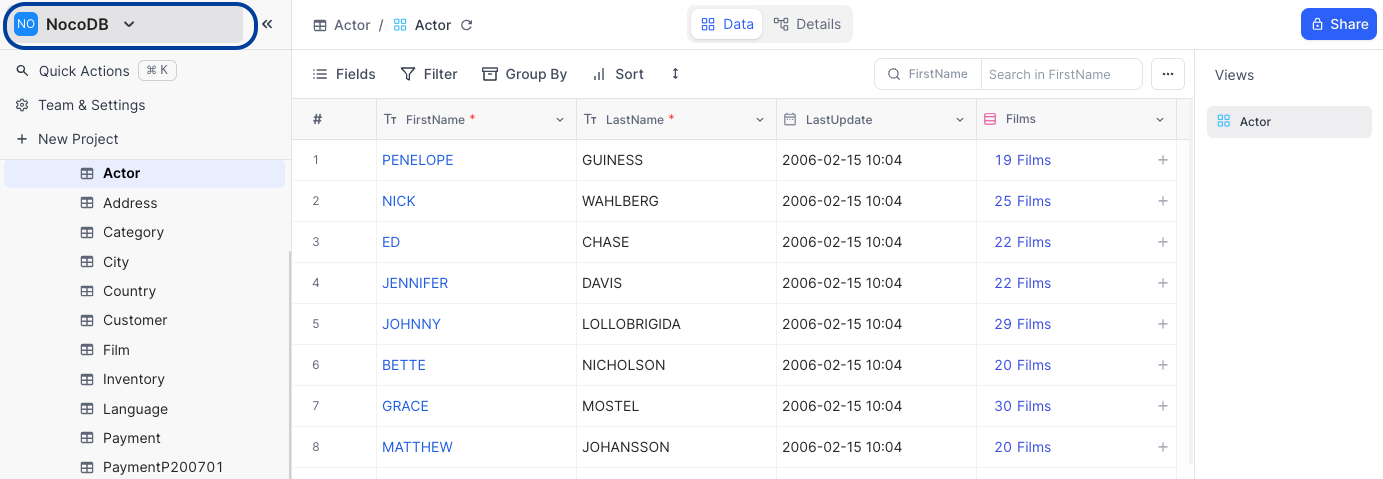 NO NocoDB
Quick Actions ⌘ K
Team & Settings
New Project
Actor
Address
Category
City
Country
Customer
Film
Inventory
Language
Payment
PaymentP200701
Actor / Actor
Data Details
Share
Fields Filter Group By Sort
FirstName Search in FirstName
# FirstName * LastName * LastUpdate Films
1 PENELOPE GUINESS 2006-02-15 10:04 19 Films
2 NICK WAHLBERG 2006-02-15 10:04 25 Films
3 ED CHASE 2006-02-15 10:04 22 Films
4 JENNIFER DAVIS 2006-02-15 10:04 22 Films
5 JOHNNY LOLLOBRIGIDA 2006-02-15 10:04 29 Films
6 BETTE NICHOLSON 2006-02-15 10:04 20 Films
7 GRACE MOSTEL 2006-02-15 10:04 30 Films
8 MATTHEW JOHANSSON 2006-02-15 10:04 20 Films
Views
Actor